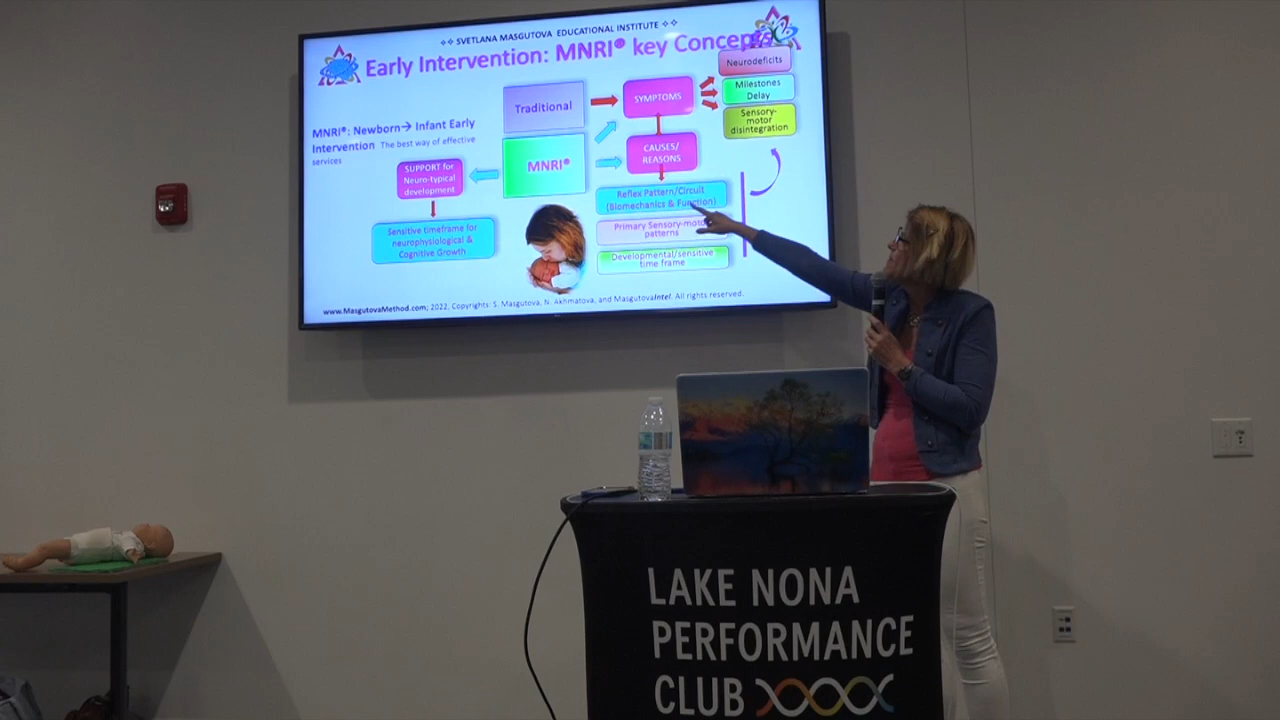 ✧✧ SVETLANA MASGUTOVA EDUCATIONAL INSTITUTE ✧✧
Early Intervention: MNRI® key Concepts
MNRI®: Newborn→ Infant Early
Intervention The best way of effective
services
Traditional
MNRI®
SYMPTOMS
CAUSES/
REASONS
Neurodeficits
Milestones
Delay
Sensory-
motor
disintegration
SUPPORT for
Neuro-typical
development
Sensitive timeframe for
neurophysiological &
Cognitive Growth
Reflex Pattern/Circuit
(Biomechanics & Function)
Primary Sensory-moto
patterns
Developmental/sensitive
time frame
www.MasgutovaMethod.com; 2022, Copyrights: S. Masgutova, N. Akhmatova, and MasgutovaIntel. All rights reserved.
LAKE NONA
PERFORMANCE
CLUB